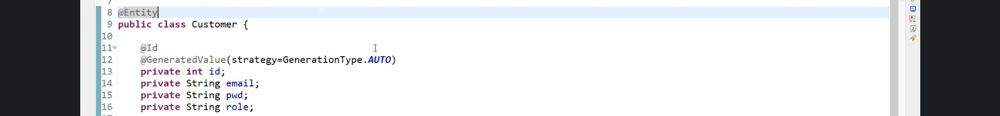 8 @Entity
9 public class Customer {
10
11 @Id
12 @GeneratedValue(strategy=GenerationType.AUTO)
13 private int id;
14 private String email;
15 private String pwd;
16 private String role;